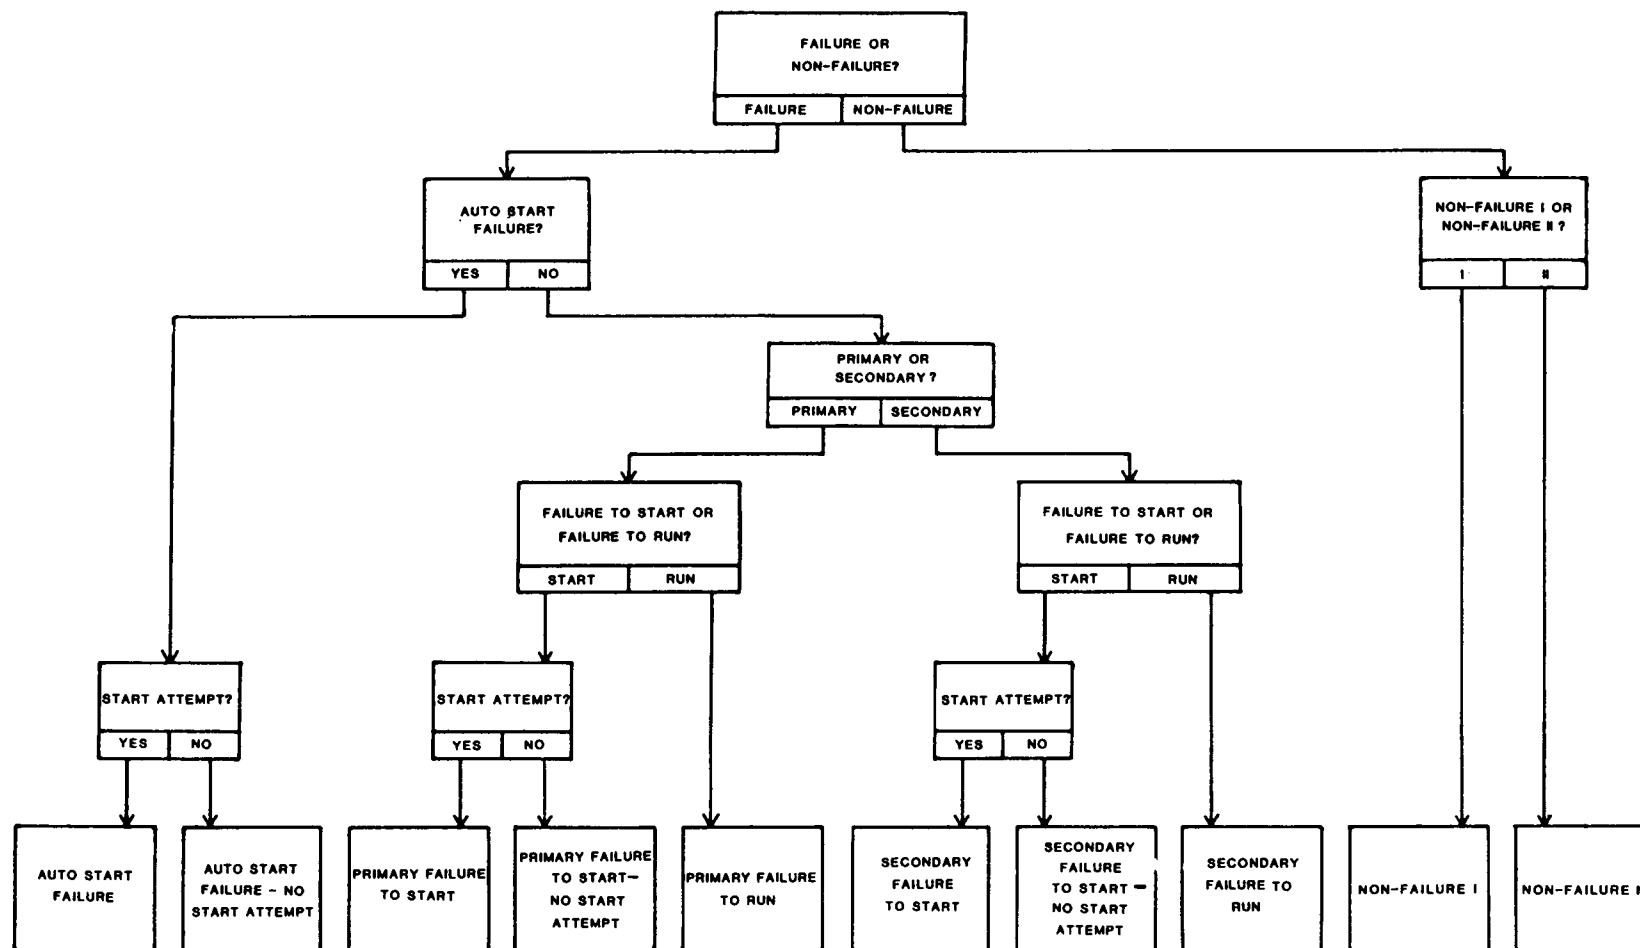 FAILURE OR
NON-FAILURE?
FAILURE NON-FAILURE
AUTO START
FAILURE?
YES NO
NON-FAILURE I OR
NON-FAILURE II ?
I II
PRIMARY OR
SECONDARY ?
PRIMARY SECONDARY
FAILURE TO START OR
FAILURE TO RUN?
START RUN
FAILURE TO START OR
FAILURE TO RUN?
START RUN
START ATTEMPT?
YES NO
START ATTEMPT?
YES NO
START ATTEMPT?
YES NO
AUTO START
FAILURE
AUTO START
FAILURE - NO
START ATTEMPT
PRIMARY FAILURE
TO START
PRIMARY FAILURE
TO START—
NO START
ATTEMPT
PRIMARY FAILURE
TO RUN
SECONDARY
FAILURE
TO START
SECONDARY
FAILURE
TO START —
NO START
ATTEMPT
SECONDARY
FAILURE TO
RUN
NON-FAILURE I
NON-FAILURE